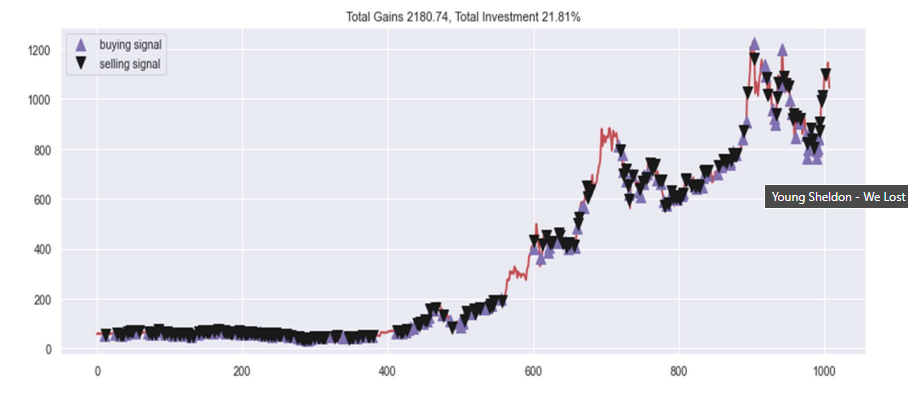 Total Gains 2180.74, Total Investment 21.81%
buying signal
selling signal
1200
1000
800
600
400
200
0
0 200 400 600 800 1000
Young Sheldon - We Lost